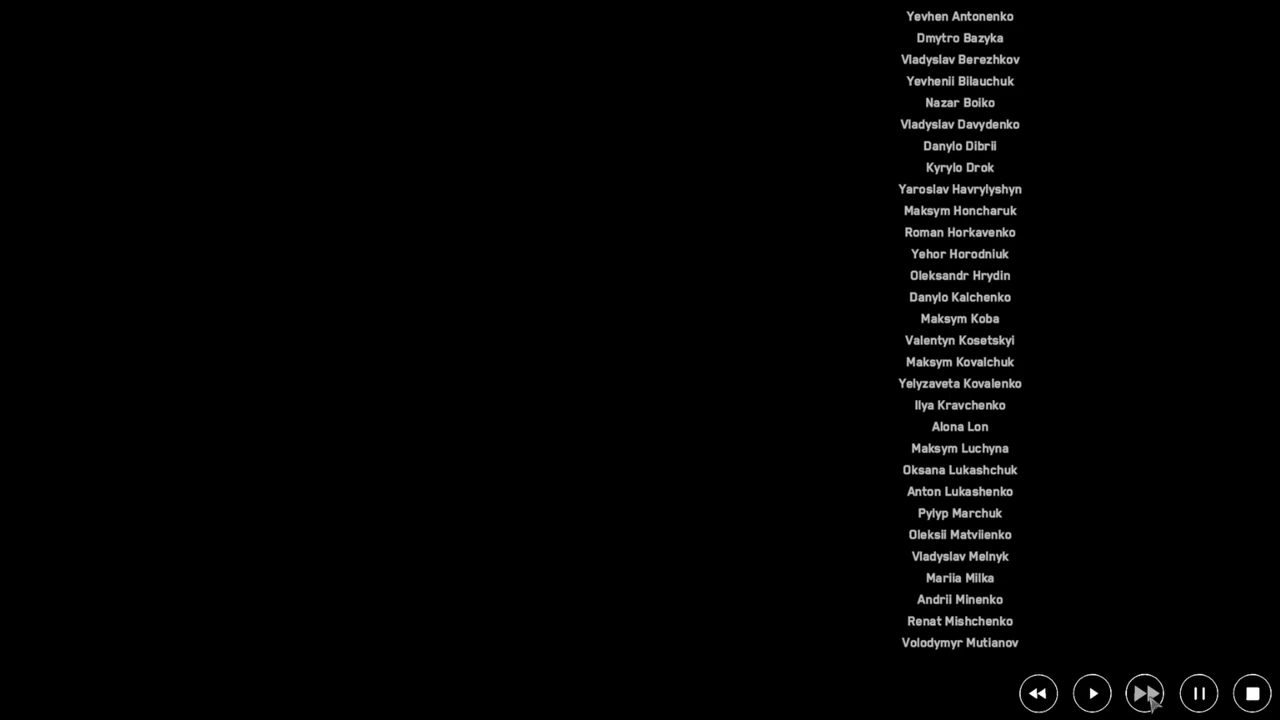 Yevhen Antonenko
Dmytro Bazyka
Vladyslav Berezhkov
Yevhenii Bilauchuk
Nazar Boiko
Vladyslav Davydenko
Danylo Dibrii
Kyrylo Drok
Yaroslav Havrylyshyn
Maksym Honcharuk
Roman Horkavenko
Yehor Horodniuk
Oleksandr Hrydin
Danylo Kalchenko
Maksym Koba
Valentyn Kosetskyi
Maksym Kovalchuk
Yelyzaveta Kovalenko
Ilya Kravchenko
Alona Lon
Maksym Luchyna
Oksana Lukashchuk
Anton Lukashenko
Pylyp Marchuk
Oleksii Matviienko
Vladyslav Melnyk
Mariia Milka
Andrii Minenko
Renat Mishchenko
Volodymyr Mutianov